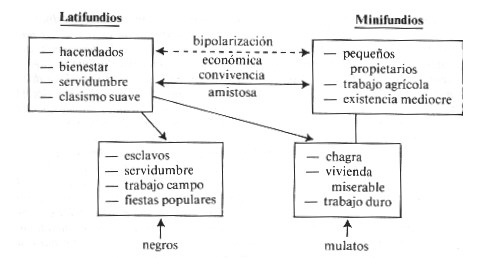 Latifundios
— hacendados
— bienestar
— servidumbre
— clasismo suave
bipolarización
económica
convivencia
amistosa
Minifundios
— pequeños
propietarios
— trabajo agrícola
— existencia mediocre
— esclavos
— servidumbre
— trabajo campo
— fiestas populares
negros
— chagra
— vivienda
miserable
— trabajo duro
mulatos